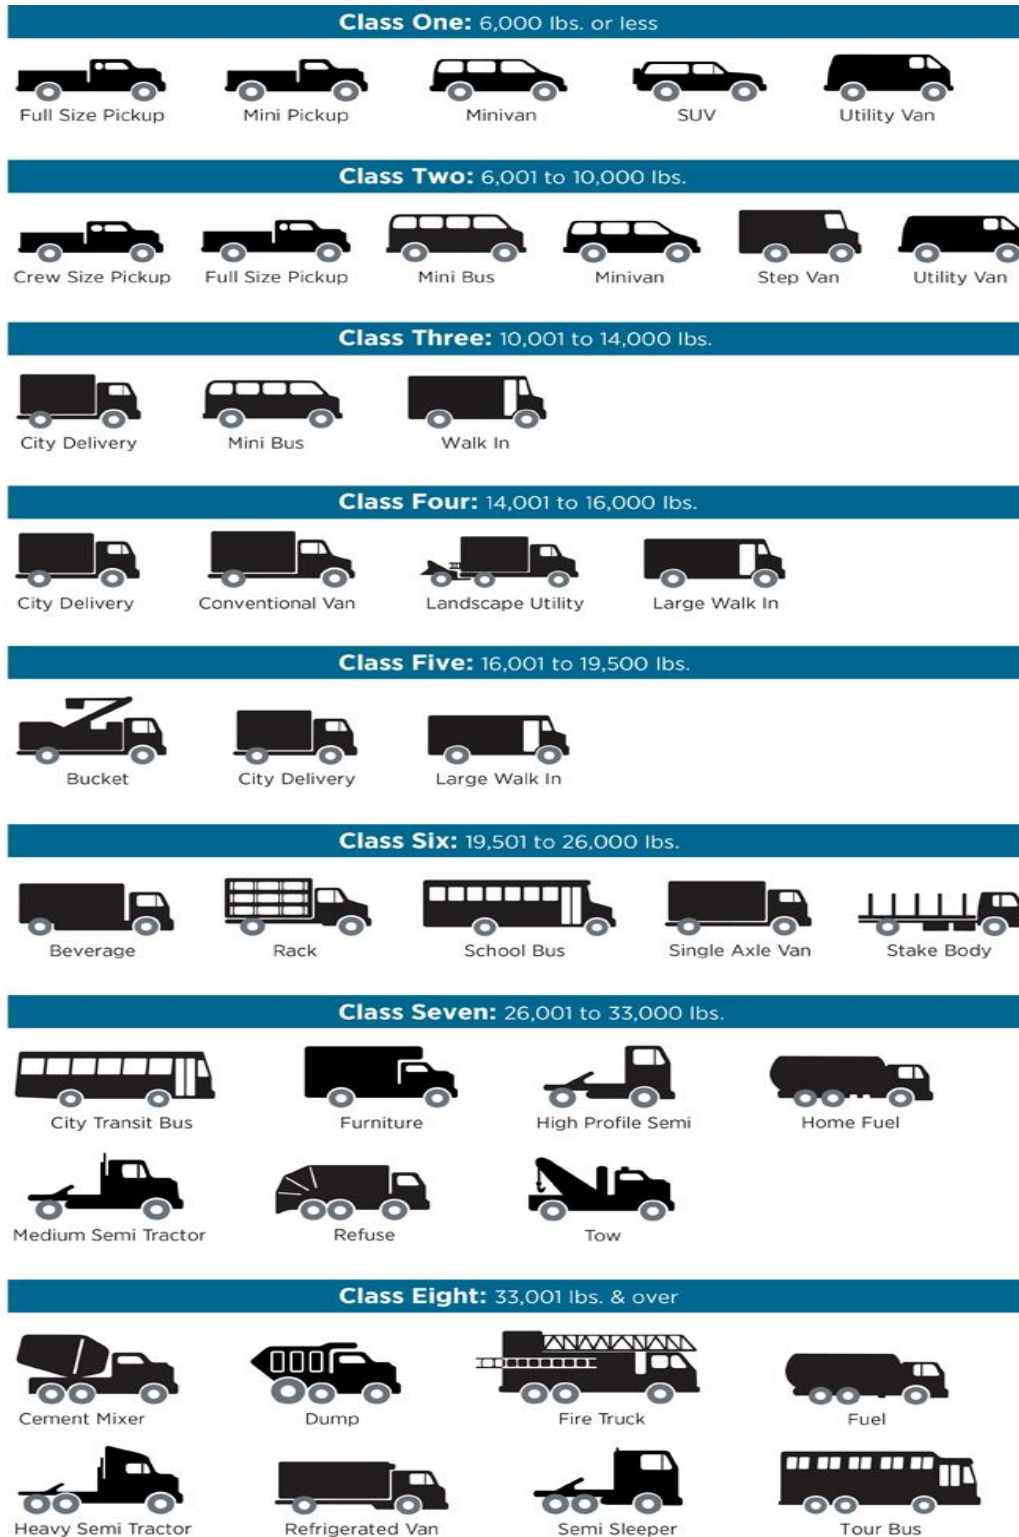 Class One: 6,000 lbs. or less
Full Size Pickup Mini Pickup Minivan SUV Utility Van
Class Two: 6,001 to 10,000 lbs.
Crew Size Pickup Full Size Pickup Mini Bus Minivan Step Van Utility Van
Class Three: 10,001 to 14,000 lbs.
City Delivery Mini Bus Walk In
Class Four: 14,001 to 16,000 lbs.
City Delivery Conventional Van Landscape Utility Large Walk In
Class Five: 16,001 to 19,500 lbs.
Bucket City Delivery Large Walk In
Class Six: 19,501 to 26,000 lbs.
Beverage Rack School Bus Single Axle Van Stake Body
Class Seven: 26,001 to 33,000 lbs.
City Transit Bus Furniture High Profile Semi Home Fuel
Medium Semi Tractor Refuse Tow
Class Eight: 33,001 lbs. & over
Cement Mixer Dump Fire Truck Fuel
Heavy Semi Tractor Refrigerated Van Semi Sleeper Tour Bus